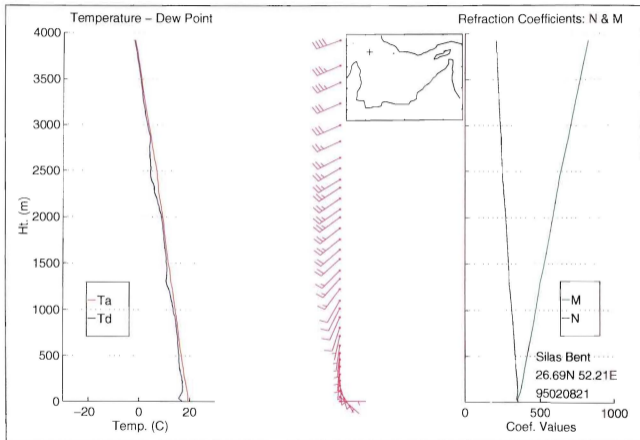 Temperature – Dew Point
Refraction Coefficients: N & M
4000
3500
3000
2500
2000
1500
1000
500
0
Ht. (m)
Ta
Td
−20
0
20
Temp. (C)
M
N
Silas Bent
26.69N 52.21E
95020821
0
500
1000
Coef. Values